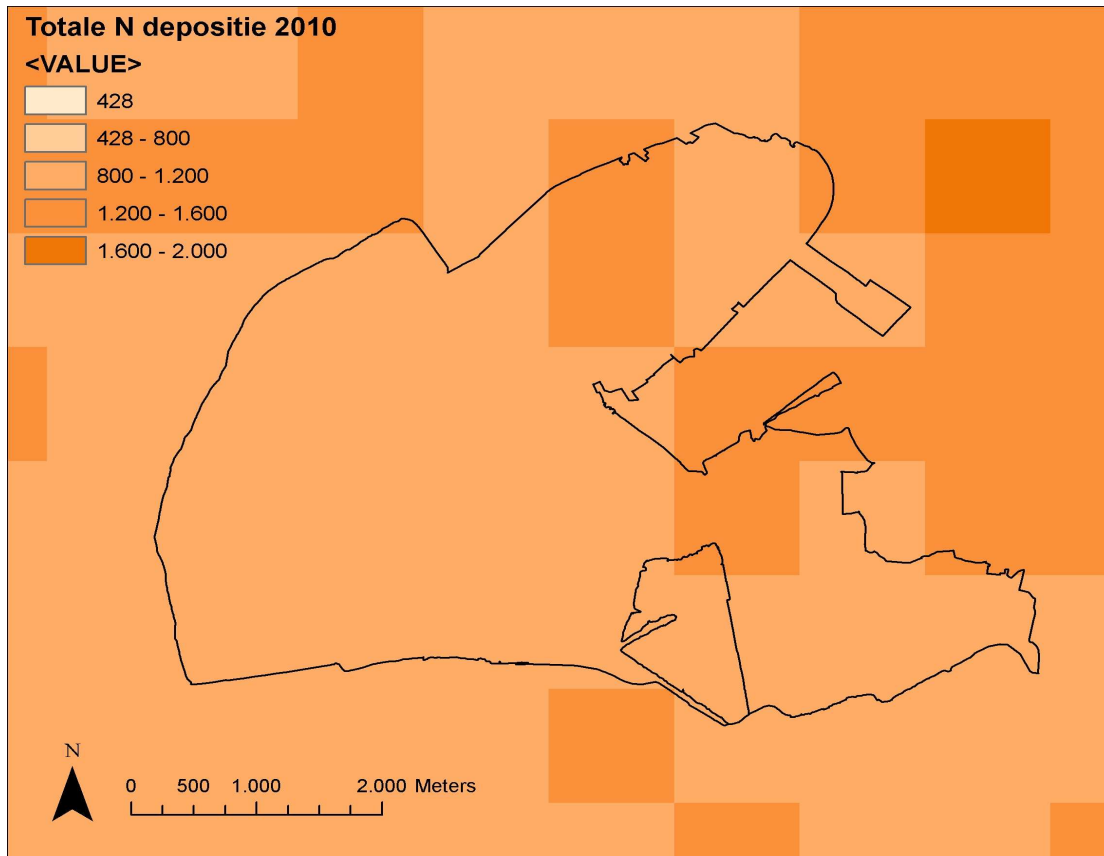 Totale N depositie 2010
<VALUE>
428
428 - 800
800 - 1.200
1.200 - 1.600
1.600 - 2.000
N
0 500 1.000 2.000 Meters